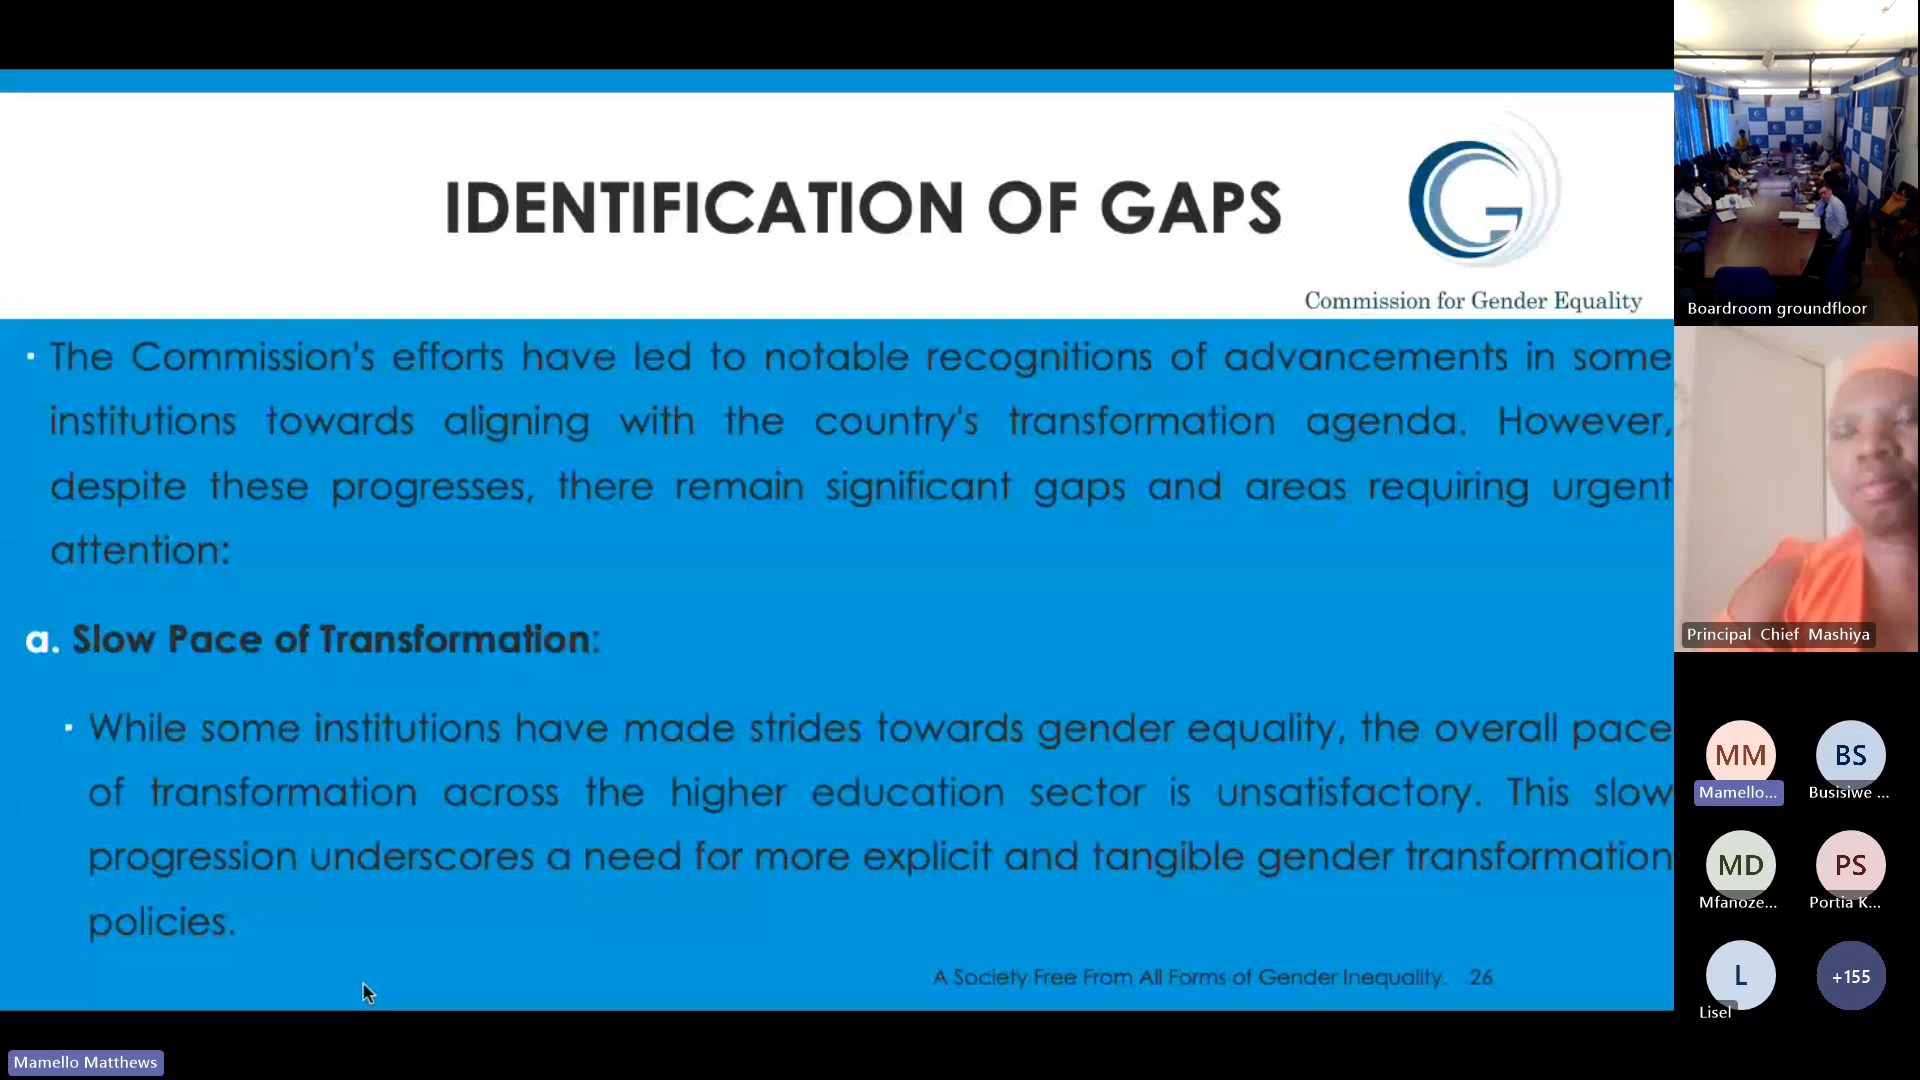 IDENTIFICATION OF GAPS
Commission for Gender Equality
The Commission's efforts have led to notable recognitions of advancements in some
institutions towards aligning with the country's transformation agenda. However,
despite these progresses, there remain significant gaps and areas requiring urgent
attention:
a. Slow Pace of Transformation:
While some institutions have made strides towards gender equality, the overall pace
of transformation across the higher education sector is unsatisfactory. This slow
progression underscores a need for more explicit and tangible gender transformation
policies.
A Society Free From All Forms of Gender Inequality. 26
Mamello Matthews
Boardroom groundfloor
Principal Chief Mashiya
MM
Mamello...
BS
Busisiwe ...
MD
Mfanoze...
PS
Portia K...
L
Lisel
+155